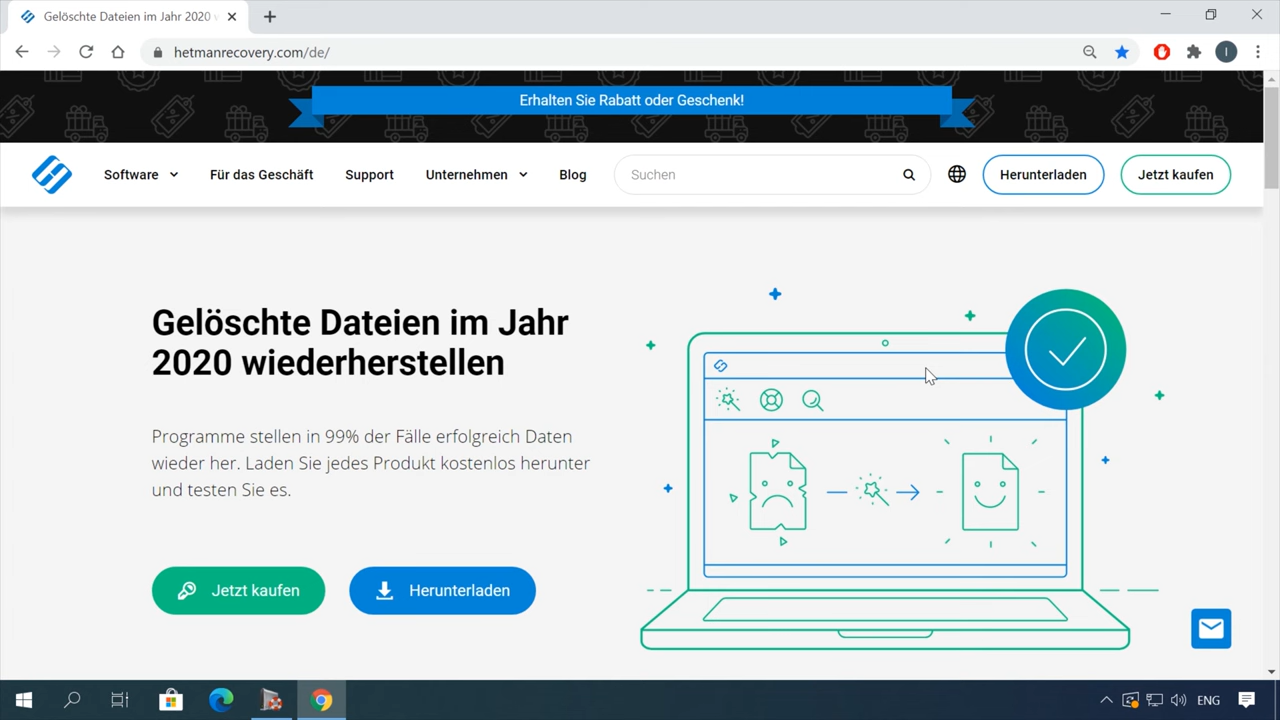 Gelöschte Dateien im Jahr 2020
hetmanrecovery.com/de/
I
Erhalten Sie Rabatt oder Geschenk!
Software
Für das Geschäft
Support
Unternehmen
Blog
Suchen
Herunterladen
Jetzt kaufen
Gelöschte Dateien im Jahr
2020 wiederherstellen
Programme stellen in 99% der Fälle erfolgreich Daten
wieder her. Laden Sie jedes Produkt kostenlos herunter
und testen Sie es.
Jetzt kaufen
Herunterladen
ENG